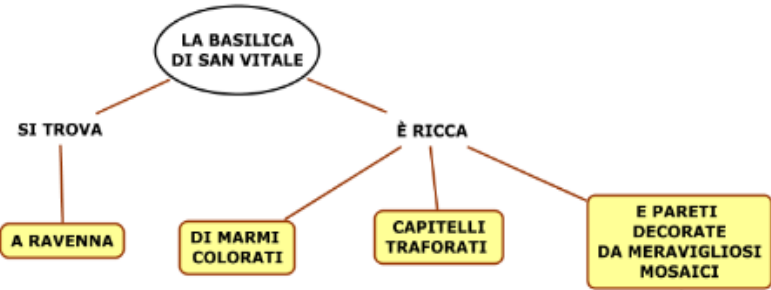 LA BASILICA
DI SAN VITALE
SI TROVA
È RICCA
A RAVENNA
DI MARMI
COLORATI
CAPITELLI
TRAFORATI
E PARETI
DECORATE
DA MERAVIGLIOSI
MOSAICI